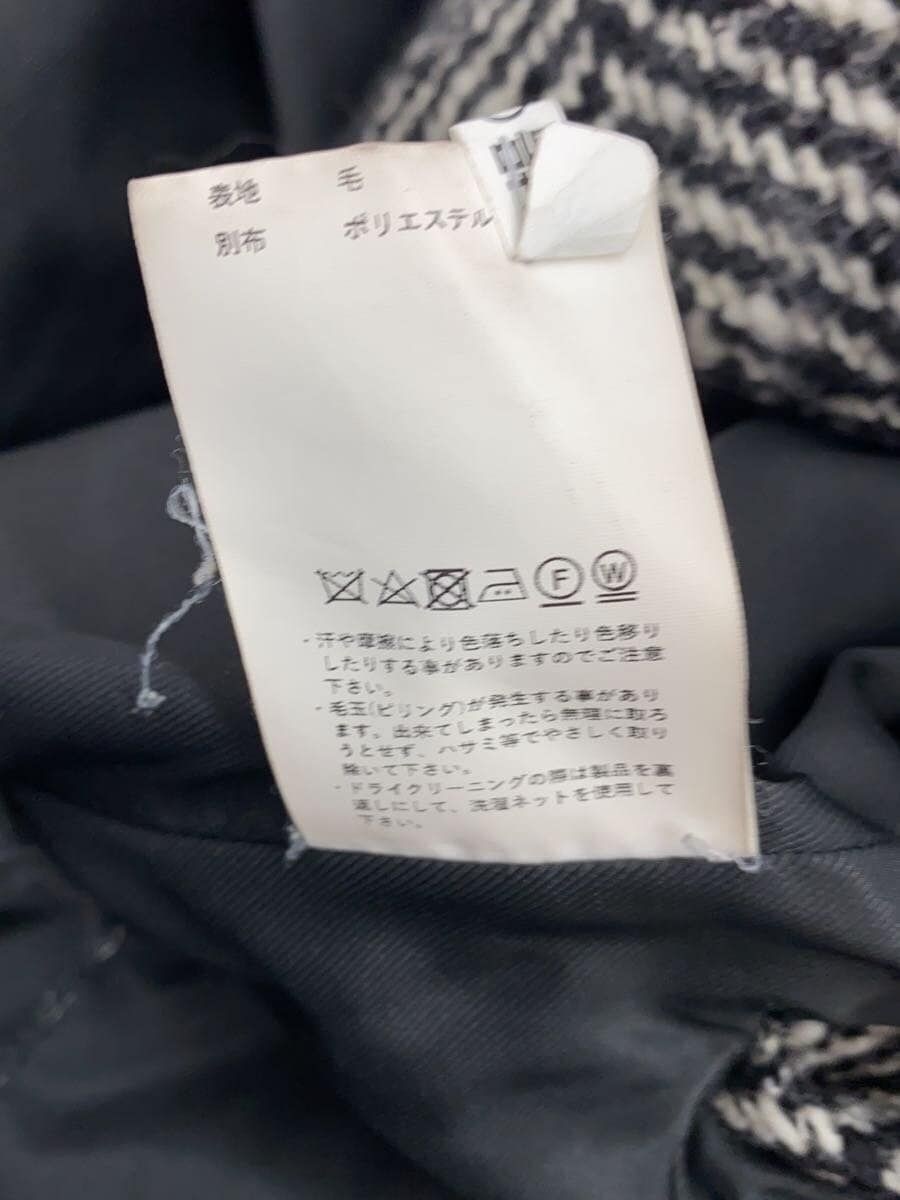 表地 毛
別布 ポリエステル
F W
・汗や摩擦により色落ちしたり色移り
したりする事がありますのでご注意
下さい。
・毛玉(ピリング)が発生する事があり
ます。出来てしまったら無理に取ろ
うとせず、ハサミ等でやさしく取り
除いて下さい。
・ドライクリーニングの際は製品を裏
返しにして、洗濯ネットを使用して
下さい。